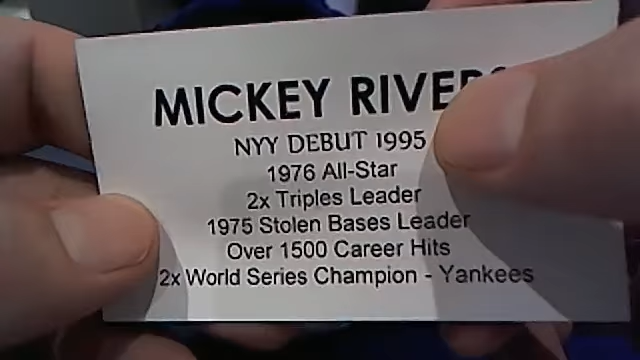 MICKEY RIVERS
NYY DEBUT 1995
1976 All-Star
2x Triples Leader
1975 Stolen Bases Leader
Over 1500 Career Hits
2x World Series Champion - Yankees